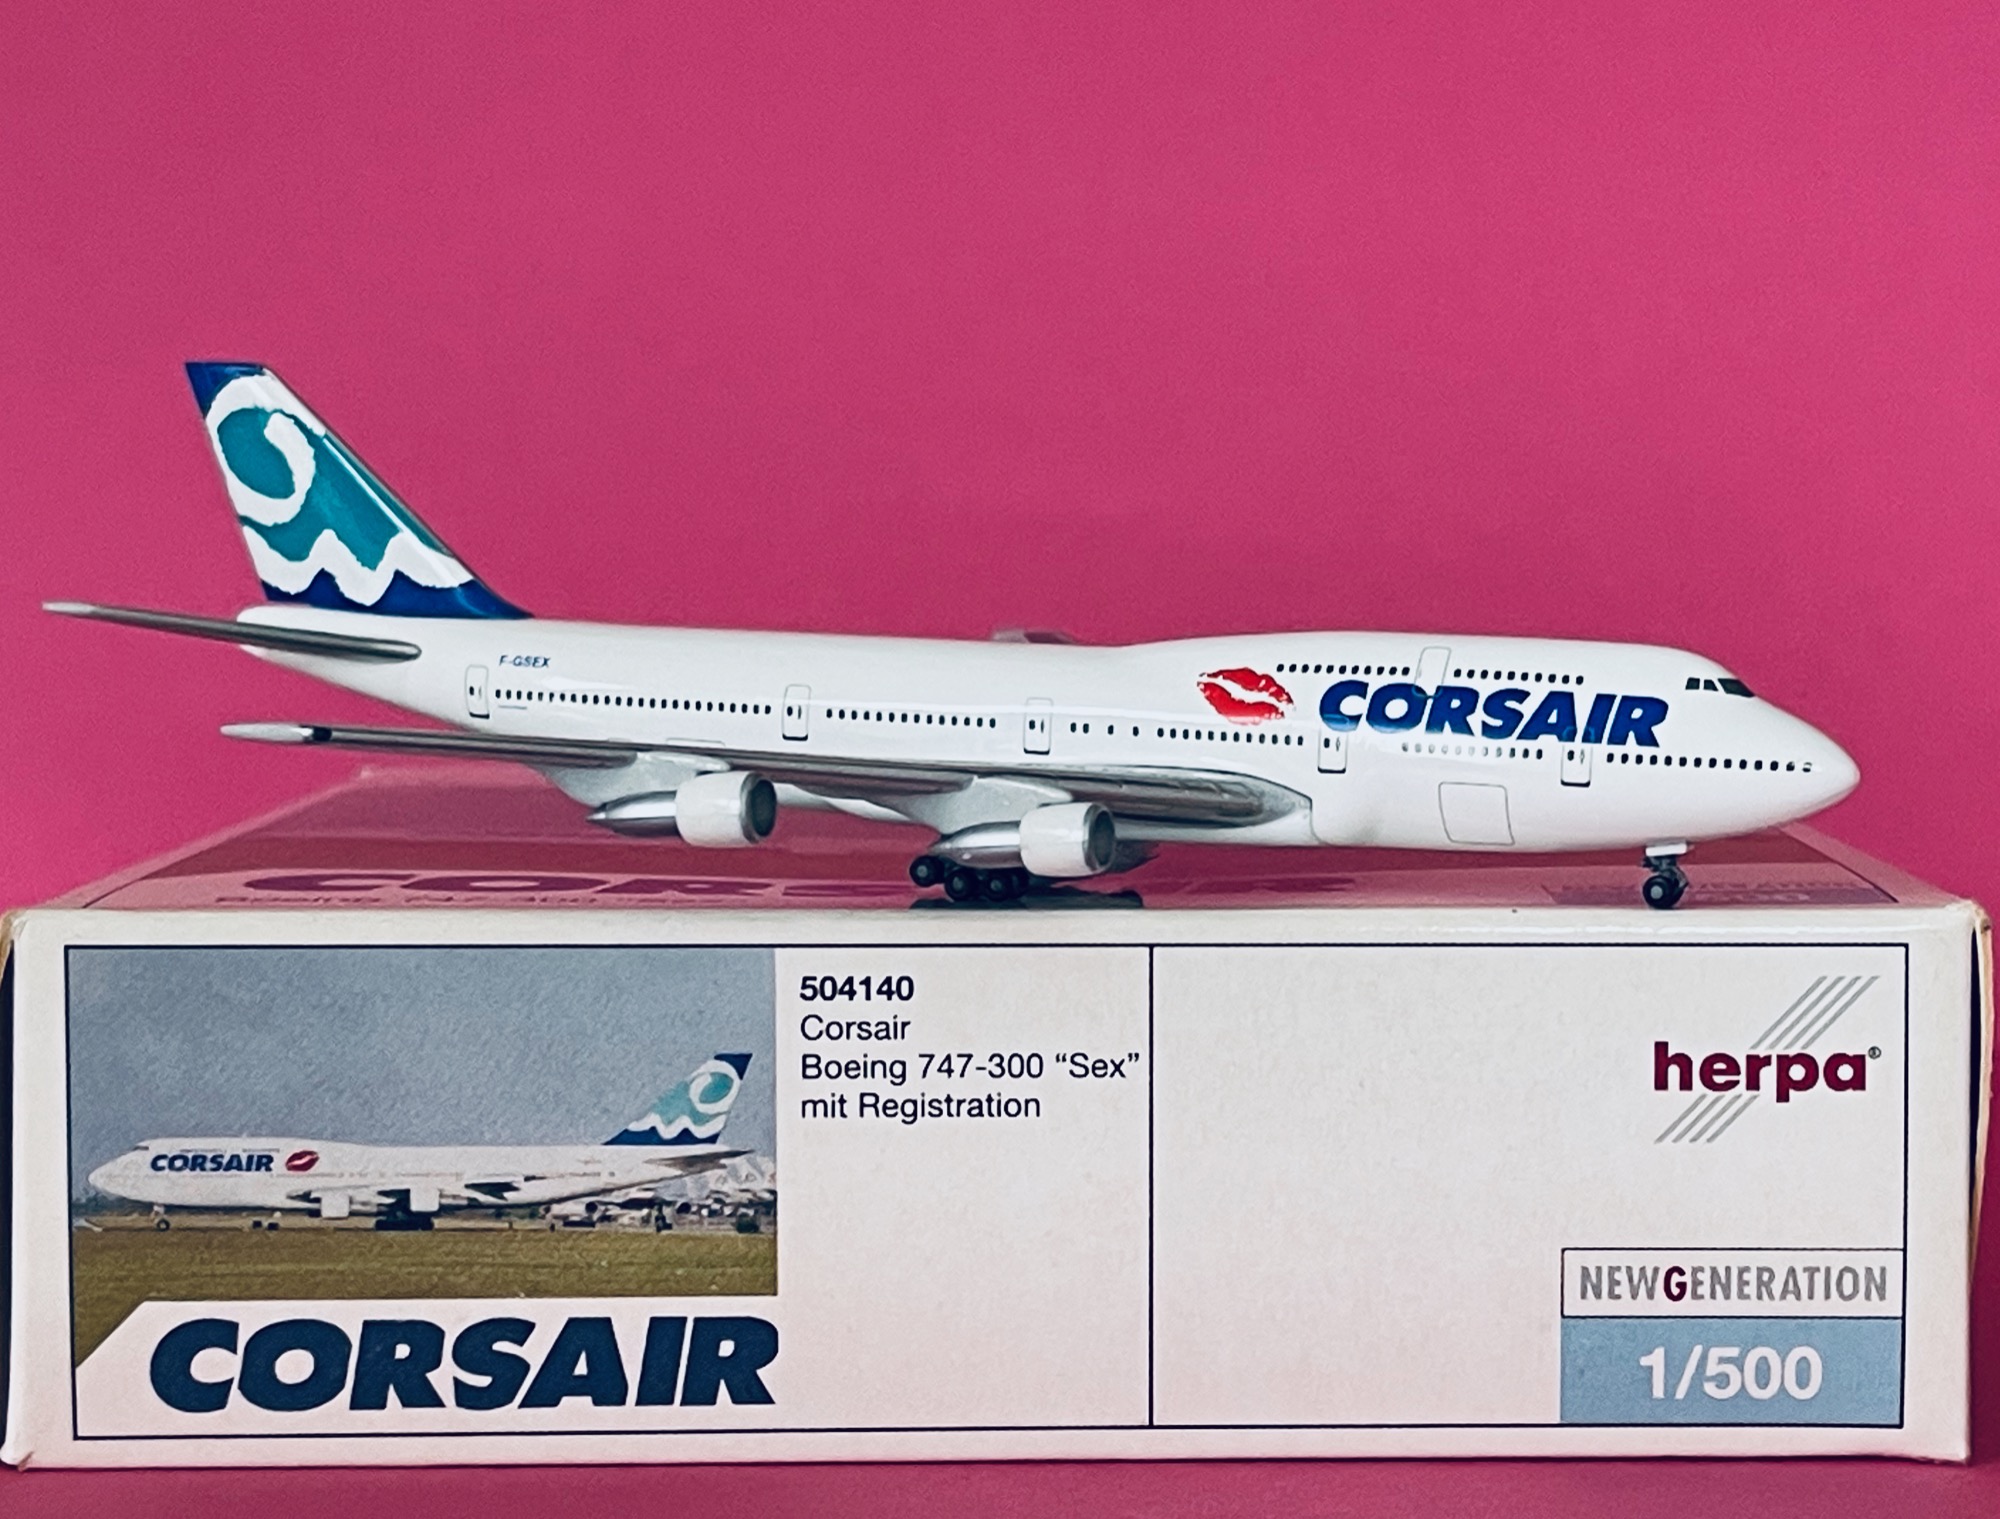 F-GSEX
CORSAIR
504140
Corsair
Boeing 747-300 “Sex”
mit Registration
herpa®
CORSAIR
NEWGENERATION
1/500
CORSAIR